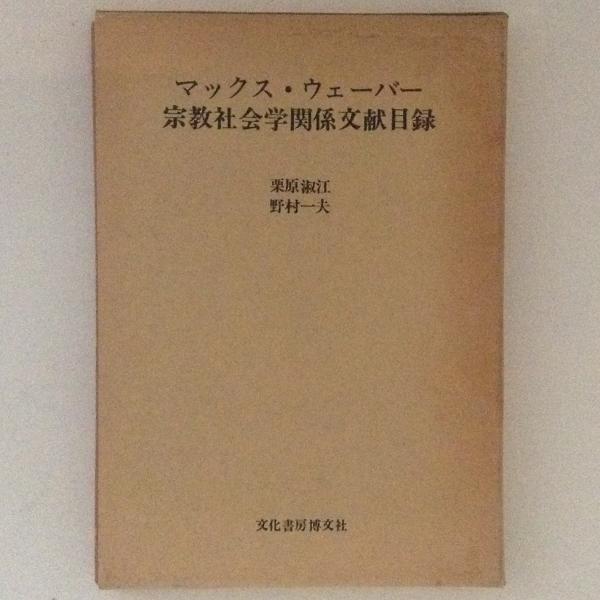 マックス・ウェーバー
宗教社会学関係文献目録
栗原淑江
野村一夫
文化書房博文社